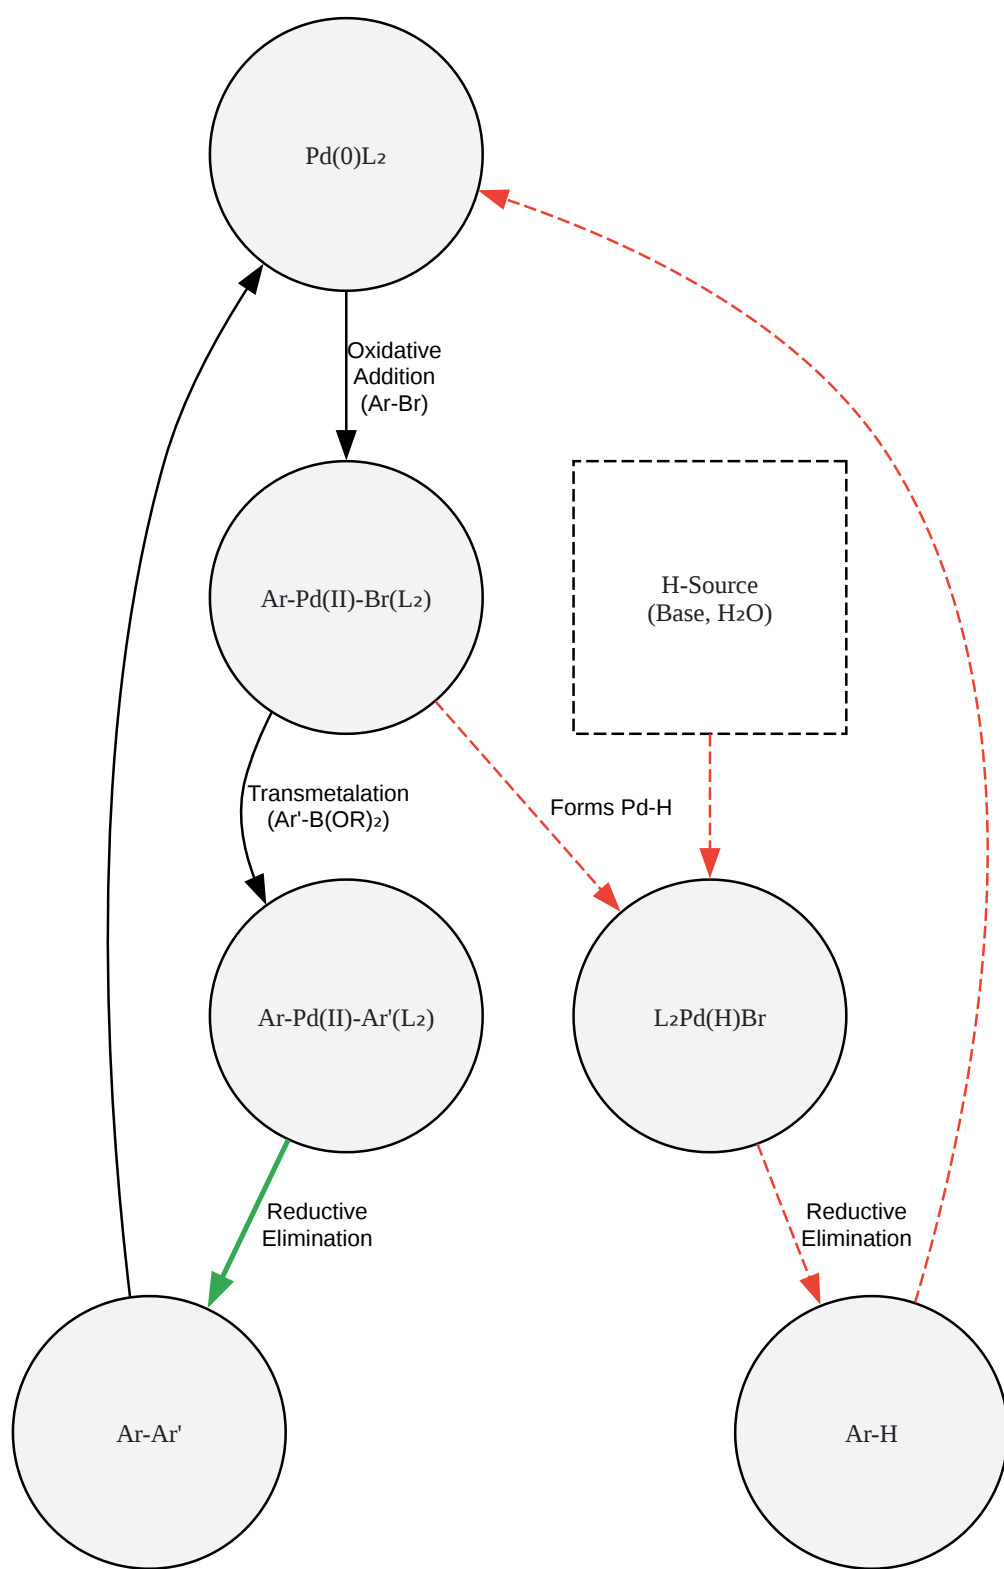 Pd(0)L₂
Oxidative
Addition
(Ar-Br)
Ar-Pd(II)-Br(L₂)
H-Source
(Base, H₂O)
Transmetalation
(Ar'-B(OR)₂)
Forms Pd-H
Ar-Pd(II)-Ar'(L₂)
L₂Pd(H)Br
Reductive
Elimination
Reductive
Elimination
Ar-Ar'
Ar-H